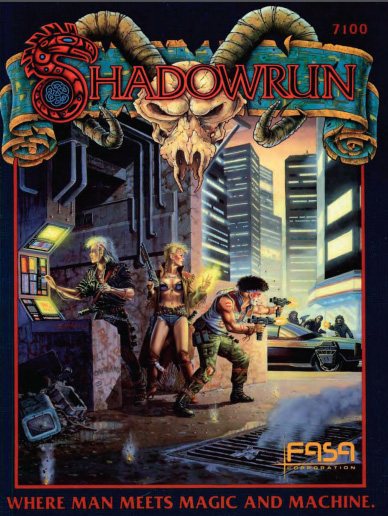 7100
SHADOWRUN
FASA
CORPORATION
WHERE MAN MEETS MAGIC AND MACHINE.